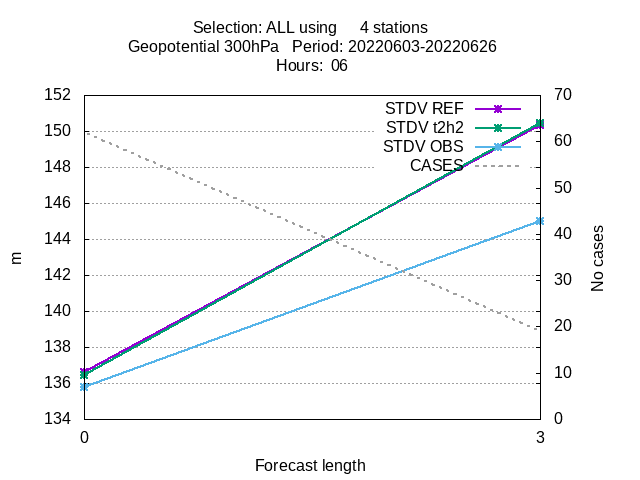 Selection: ALL using 4 stations
Geopotential 300hPa Period: 20220603-20220626
Hours: 06
152
150
148
146
144
142
140
138
136
134
m
70
60
50
40
30
20
10
0
No cases
STDV REF
STDV t2h2
STDV OBS
CASES
0
3
Forecast length